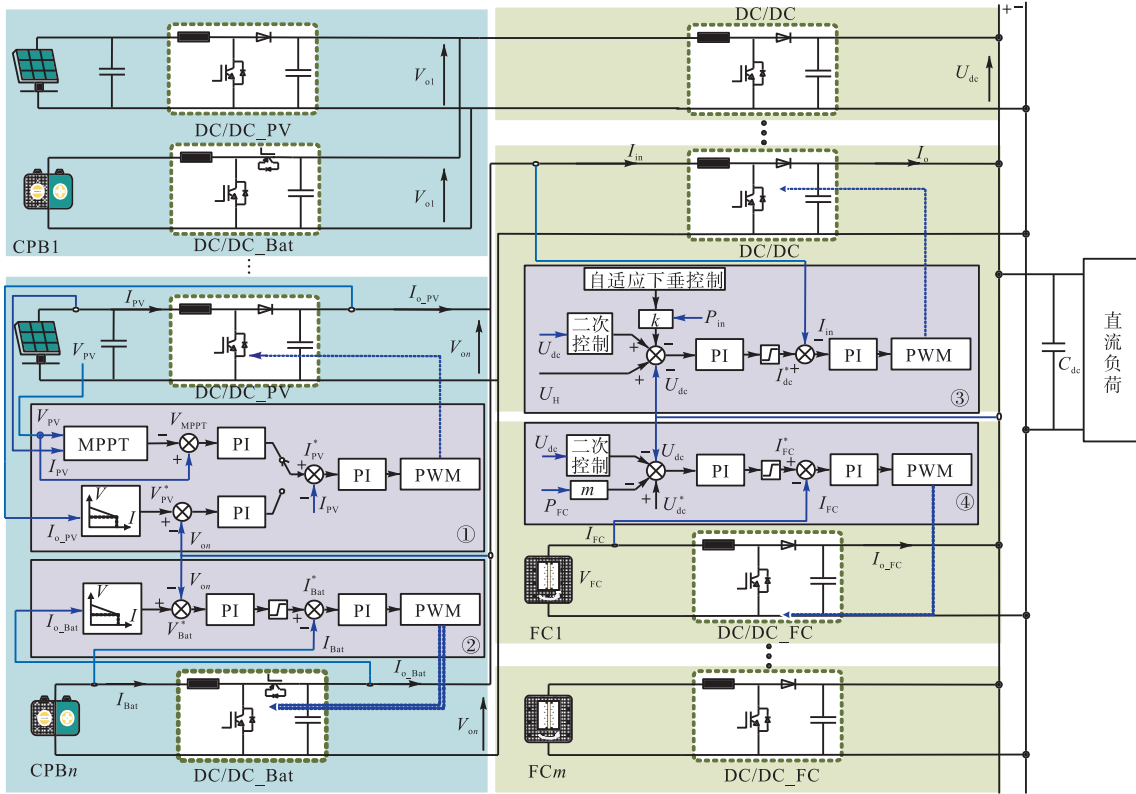 DC/DC
+ −
V_o1
U_dc
DC/DC_PV
I_in
I_o
V_o1
CPB1
DC/DC_Bat
DC/DC
自适应下垂控制
I_PV
I_o_PV
k
P_in
V_PV
V_on
二次控制
U_dc
+
−
I_in
PI
I*_dc
+
−
PI
PWM
U_H
+
−
U_dc
③
C_dc
直流负荷
DC/DC_PV
V_PV
V_MPPT
MPPT
−
+
PI
I_PV
I*_PV
+
−
PI
PWM
I_PV
V
I
V*_PV
+
−
PI
I_o_PV
V_on
①
U_dc
二次控制
−
U_dc
I*_FC
+
−
PI
PI
PWM
P_FC
m
−
+
U*_dc
I_FC
④
V
I
−
V_on
I*_Bat
+
V*_Bat
PI
+
−
PI
PWM
I_o_Bat
I_Bat
②
I_FC
V_FC
I_o_FC
FC1
DC/DC_FC
I_Bat
I_o_Bat
V_on
CPBn
DC/DC_Bat
FCm
DC/DC_FC